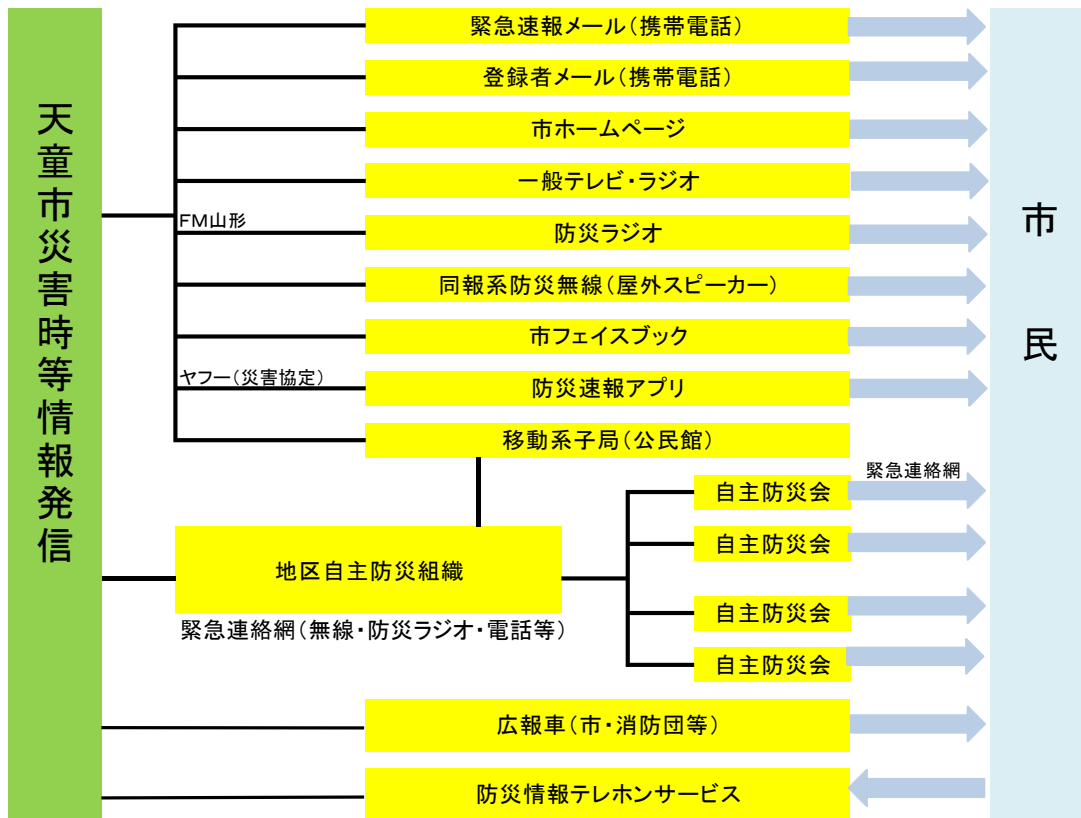 天童市災害時等情報発信
緊急速報メール(携帯電話)
登録者メール(携帯電話)
市ホームページ
一般テレビ・ラジオ
FM山形
防災ラジオ
同報系防災無線(屋外スピーカー)
市フェイスブック
ヤフー(災害協定)
防災速報アプリ
移動系子局(公民館)
緊急連絡網
自主防災会
自主防災会
地区自主防災組織
緊急連絡網(無線・防災ラジオ・電話等)
自主防災会
自主防災会
広報車(市・消防団等)
防災情報テレホンサービス
市民